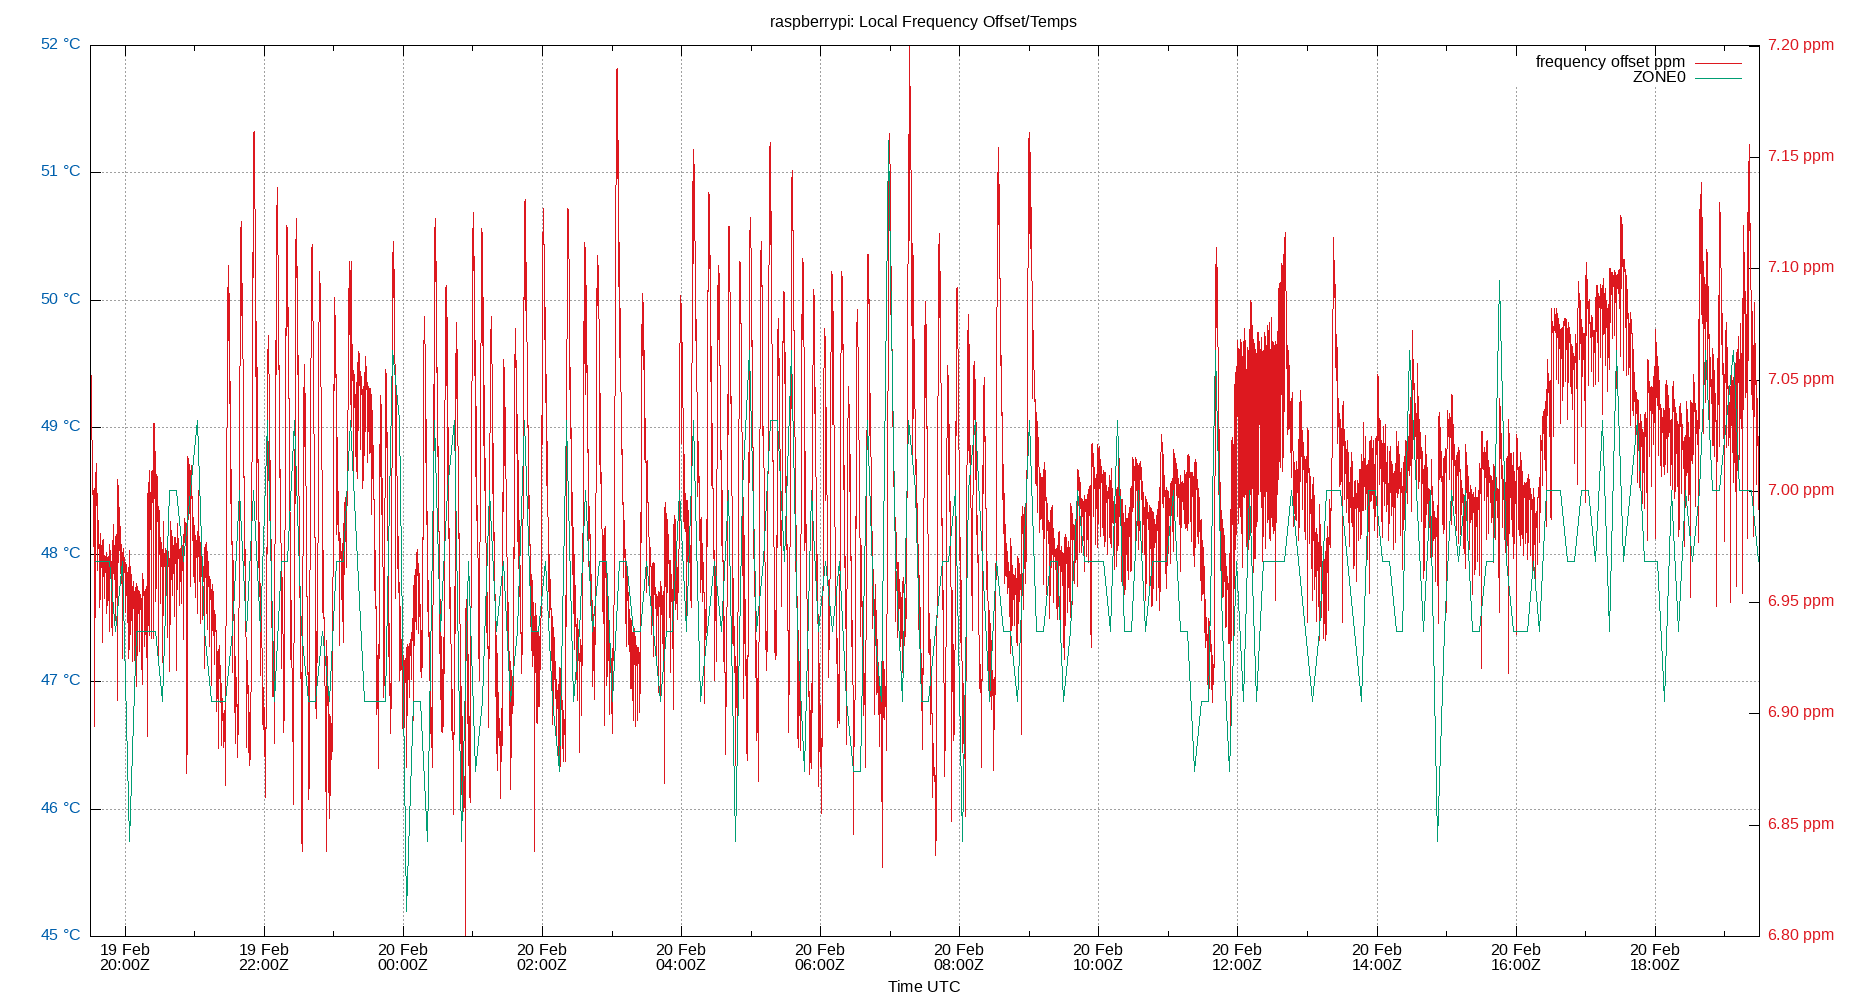 raspberrypi: Local Frequency Offset/Temps
52 °C
7.20 ppm
frequency offset ppm
ZONE0
51 °C
7.15 ppm
50 °C
7.10 ppm
49 °C
7.05 ppm
48 °C
7.00 ppm
47 °C
6.95 ppm
46 °C
6.90 ppm
45 °C
6.85 ppm
6.80 ppm
19 Feb 19 Feb 20 Feb 20 Feb 20 Feb 20 Feb 20 Feb 20 Feb 20 Feb 20 Feb 20 Feb 20 Feb
20:00Z 22:00Z 00:00Z 02:00Z 04:00Z 06:00Z 08:00Z 10:00Z 12:00Z 14:00Z 16:00Z 18:00Z
Time UTC